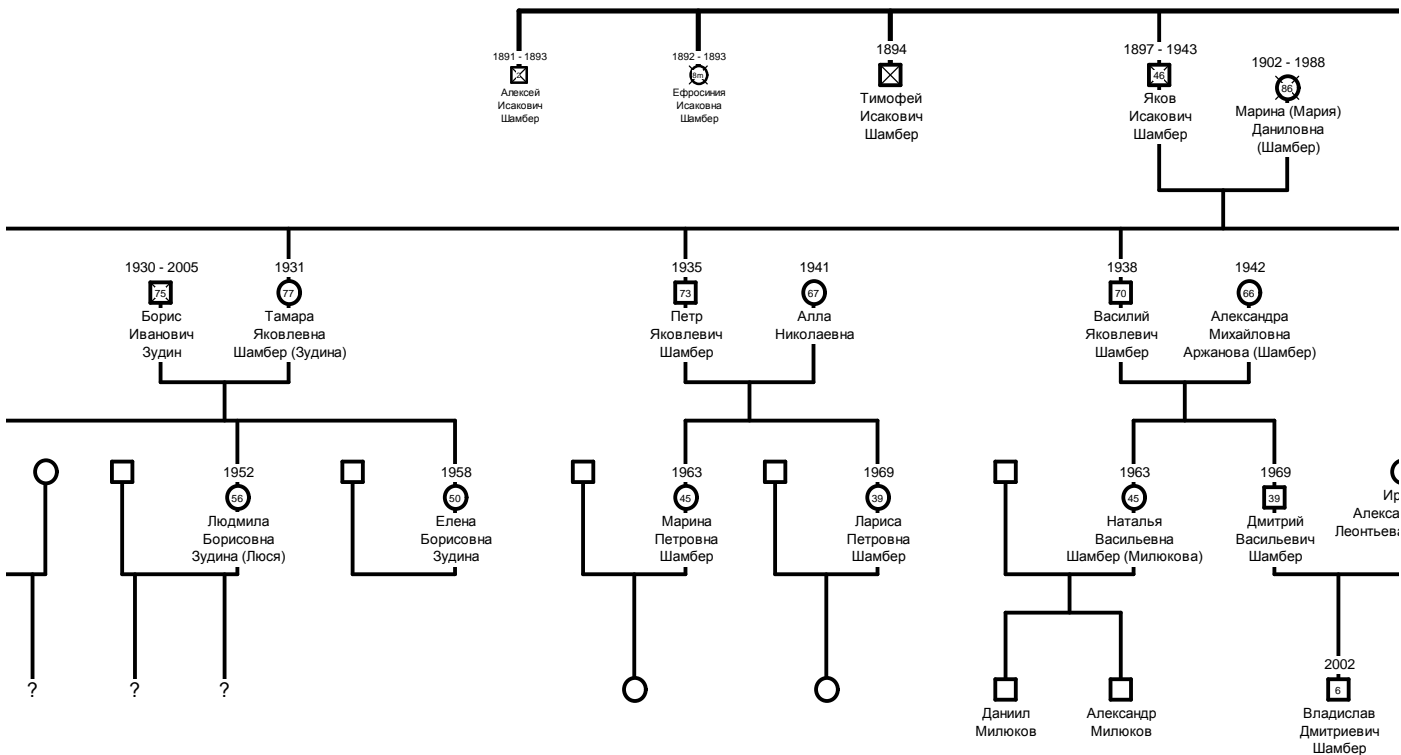 1891 - 1893
Алексей
Исакович
Шамбер
1892 - 1893
8m
Ефросиния
Исаковна
Шамбер
1894
Тимофей
Исакович
Шамбер
1897 - 1943
46
Яков
Исакович
Шамбер
1902 - 1988
86
Марина (Мария)
Даниловна
(Шамбер)
1930 - 2005
75
Борис
Иванович
Зудин
1931
77
Тамара
Яковлевна
Шамбер (Зудина)
1935
73
Петр
Яковлевич
Шамбер
1941
67
Алла
Николаевна
1938
70
Василий
Яковлевич
Шамбер
1942
66
Александра
Михайловна
Аржанова (Шамбер)
1952
56
Людмила
Борисовна
Зудина (Люся)
1958
50
Елена
Борисовна
Зудина
1963
45
Марина
Петровна
Шамбер
1969
39
Лариса
Петровна
Шамбер
1963
45
Наталья
Васильевна
Шамбер (Милюкова)
1969
39
Дмитрий
Васильевич
Шамбер
Ир
Алекса
Леонтьева
?
?
?
Даниил
Милюков
Александр
Милюков
2002
6
Владислав
Дмитриевич
Шамбер